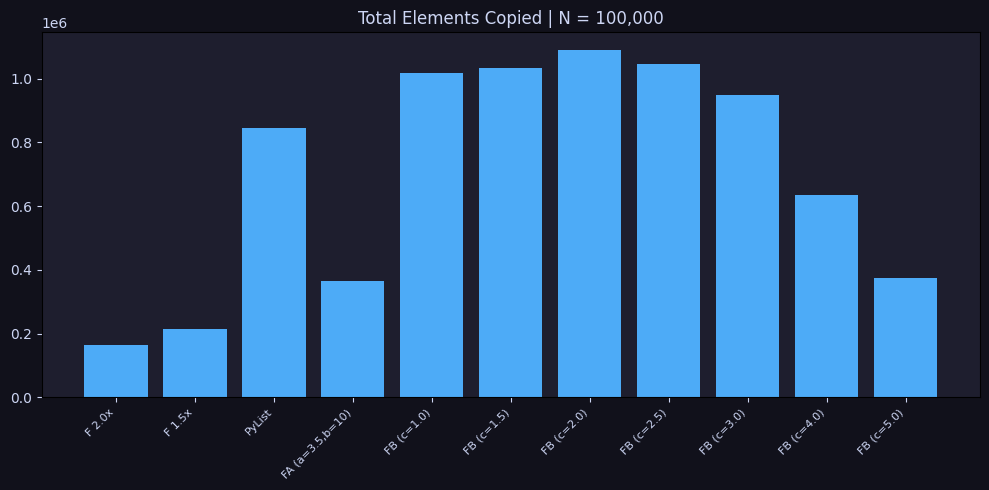 Total Elements Copied | N = 100,000
1e6
1.0
0.8
0.6
0.4
0.2
0.0
F 2.0x
F 1.5x
PyList
FA (a=3.5,b=10)
FB (c=1.0)
FB (c=1.5)
FB (c=2.0)
FB (c=2.5)
FB (c=3.0)
FB (c=4.0)
FB (c=5.0)